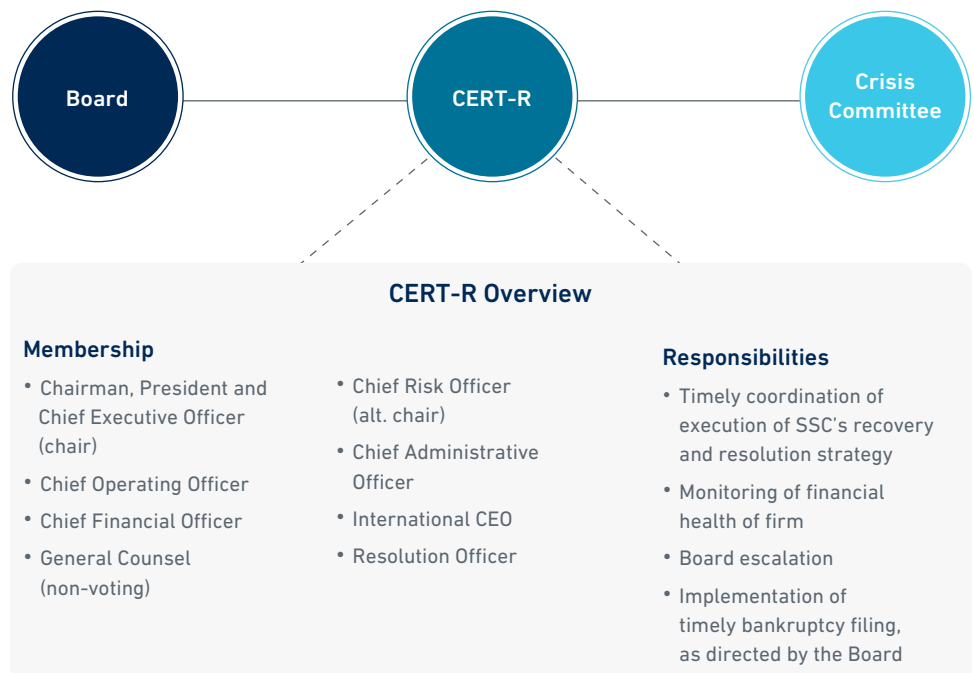 Board
CERT-R
Crisis
Committee
CERT-R Overview
Membership
• Chairman, President and
Chief Executive Officer
(chair)
• Chief Operating Officer
• Chief Financial Officer
• General Counsel
(non-voting)
• Chief Risk Officer
(alt. chair)
• Chief Administrative
Officer
• International CEO
• Resolution Officer
Responsibilities
• Timely coordination of
execution of SSC's recovery
and resolution strategy
• Monitoring of financial
health of firm
• Board escalation
• Implementation of
timely bankruptcy filing,
as directed by the Board